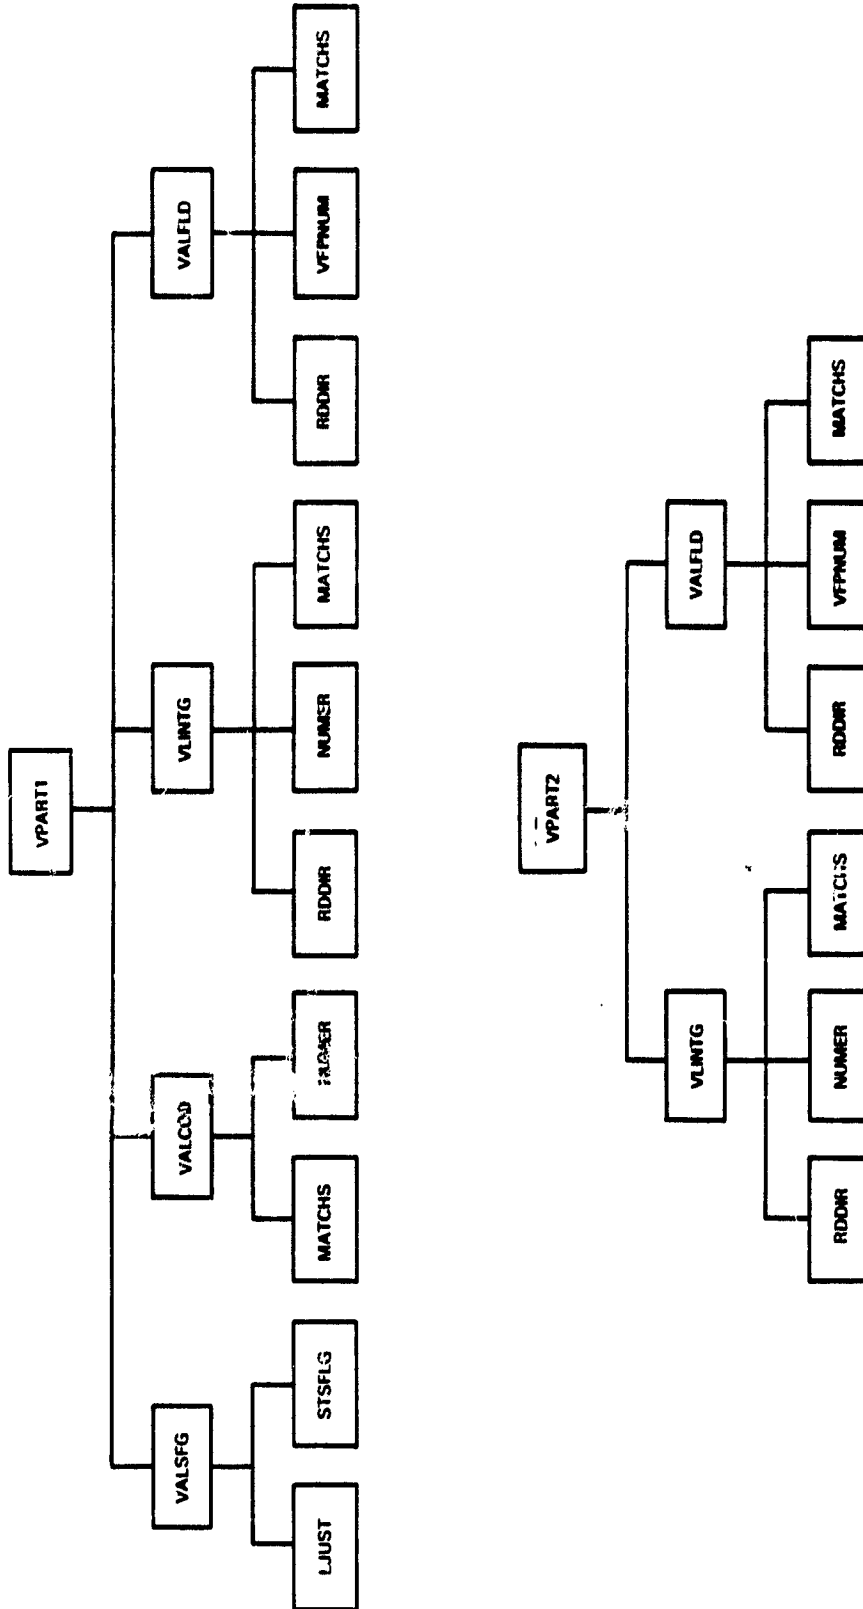 VPART1
VALSFG
VALCOD
VLINTG
VALFLD
LJUST
STSFLG
MATCHS
NUMER
RDDIR
NUMER
MATCHS
RDDIR
VFPNUM
MATCHS
VPART2
VLINTG
VALFLD
RDDIR
NUMER
MATCHS
RDDIR
VFPNUM
MATCHS